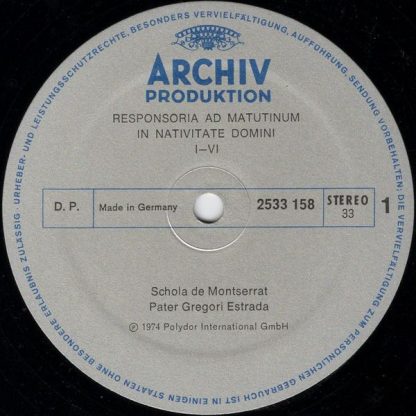 ARCHIV
PRODUKTION
RESPONSORIA AD MATUTINUM
IN NATIVITATE DOMINI
I–VI
D. P. Made in Germany 2533 158 STEREO 33 1
Schola de Montserrat
Pater Gregori Estrada
Ⓟ 1974 Polydor International GmbH
URHEBER- UND LEISTUNGSSCHUTZRECHTE, BESONDERS VERVIELFÄLTIGUNG, AUFFÜHRUNG, SENDUNG VORBEHALTEN: DIE VERVIELFÄLTIGUNG ZUM PERSÖNLICHEN GEBRAUCH IST IN EINIGEN STAATEN OHNE BESONDERE ERLAUBNIS ZULÄSSIG ·